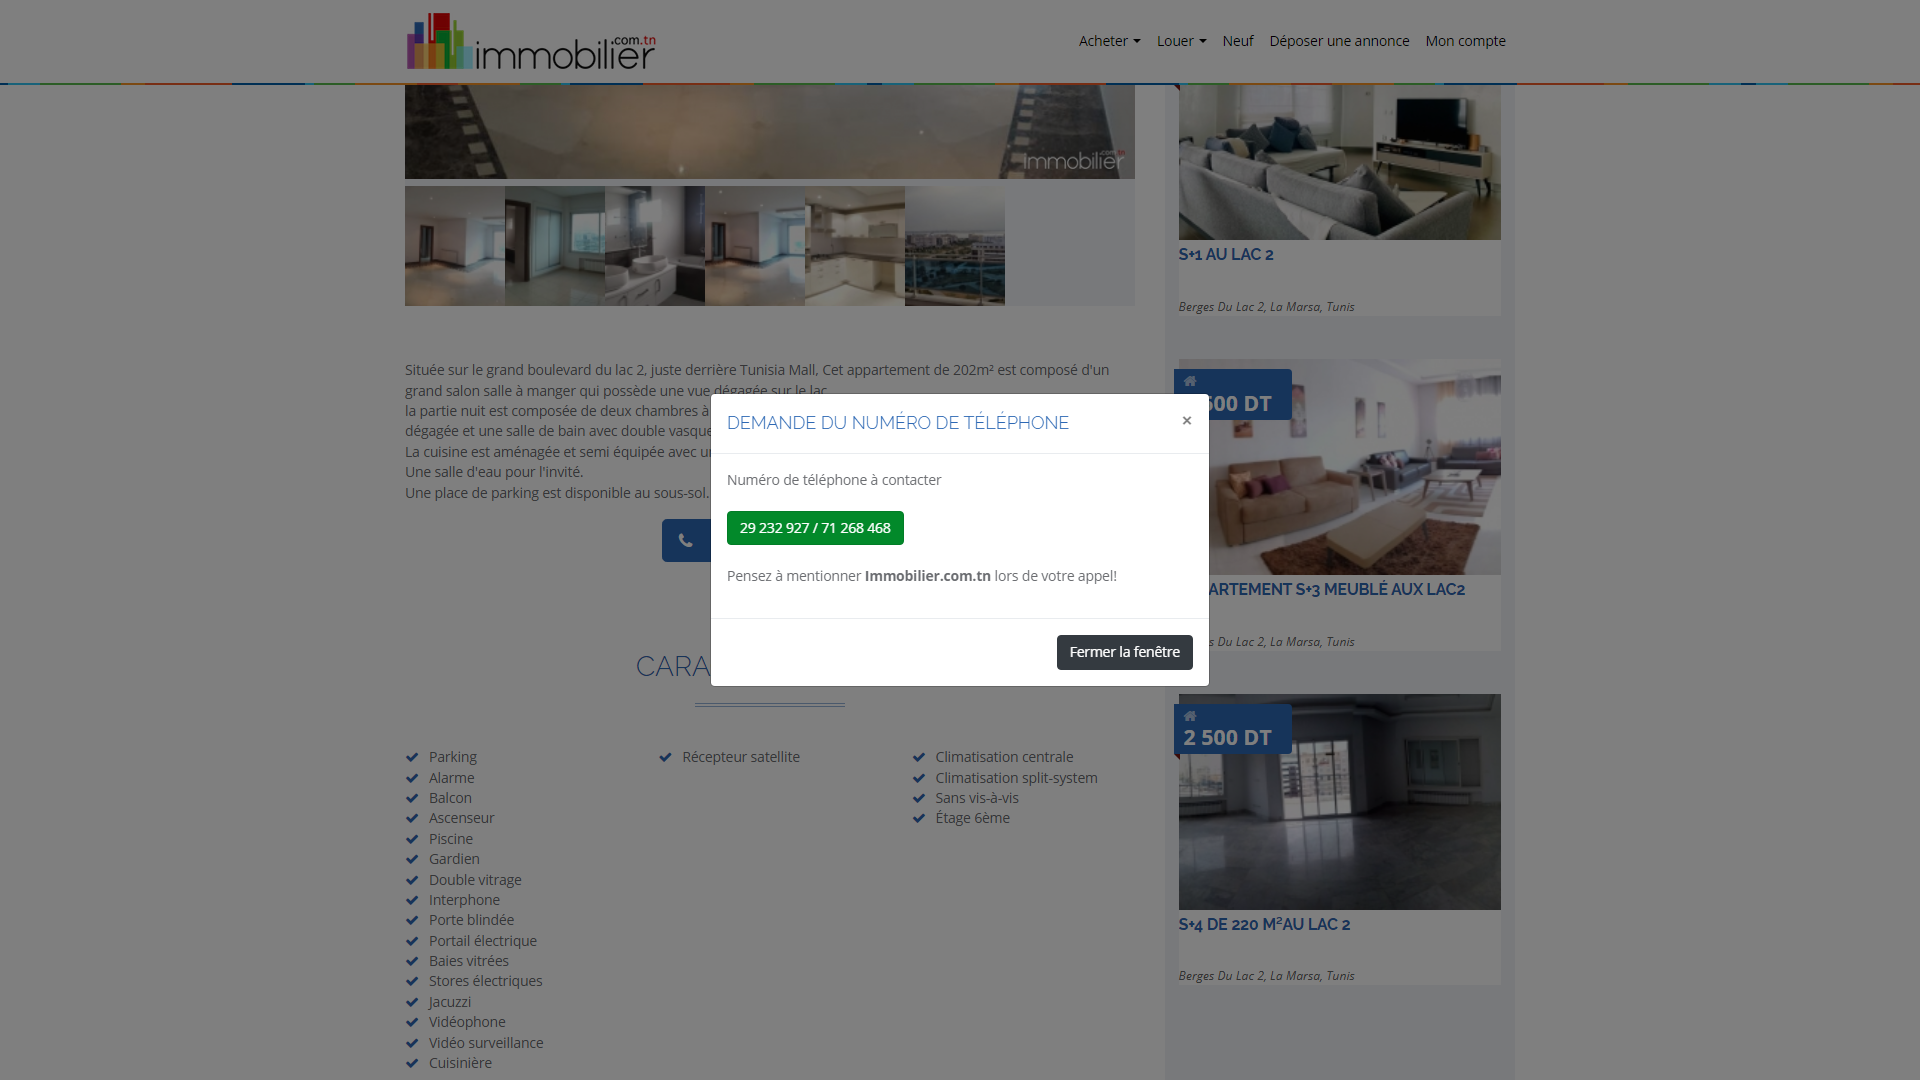 immobilier.com.tn
Acheter
Louer
Neuf
Déposer une annonce
Mon compte
immobilier.com.tn
Située sur le grand boulevard du lac 2, juste derrière Tunisia Mall, Cet appartement de 202m² est composé d'un
grand salon salle à manger qui possède une vue dégagée sur le lac
la partie nuit est composée de deux chambres à
dégagée et une salle de bain avec double vasque
La cuisine est aménagée et semi équipée avec
Une salle d'eau pour l'invité.
Une place de parking est disponible au sous-sol.
DEMANDE DU NUMÉRO DE TÉLÉPHONE
×
Numéro de téléphone à contacter
29 232 927 / 71 268 468
Pensez à mentionner Immobilier.com.tn lors de votre appel!
Fermer la fenêtre
Parking
Alarme
Balcon
Ascenseur
Piscine
Gardien
Double vitrage
Interphone
Porte blindée
Portail électrique
Baies vitrées
Stores électriques
Jacuzzi
Vidéophone
Vidéo surveillance
Cuisinière
Récepteur satellite
Climatisation centrale
Climatisation split-system
Sans vis-à-vis
Étage 6ème
S+1 AU LAC 2
Berges Du Lac 2, La Marsa, Tunis
500 DT
ARTEMENT S+3 MEUBLÉ AUX LAC2
Du Lac 2, La Marsa, Tunis
2 500 DT
S+4 DE 220 M²AU LAC 2
Berges Du Lac 2, La Marsa, Tunis